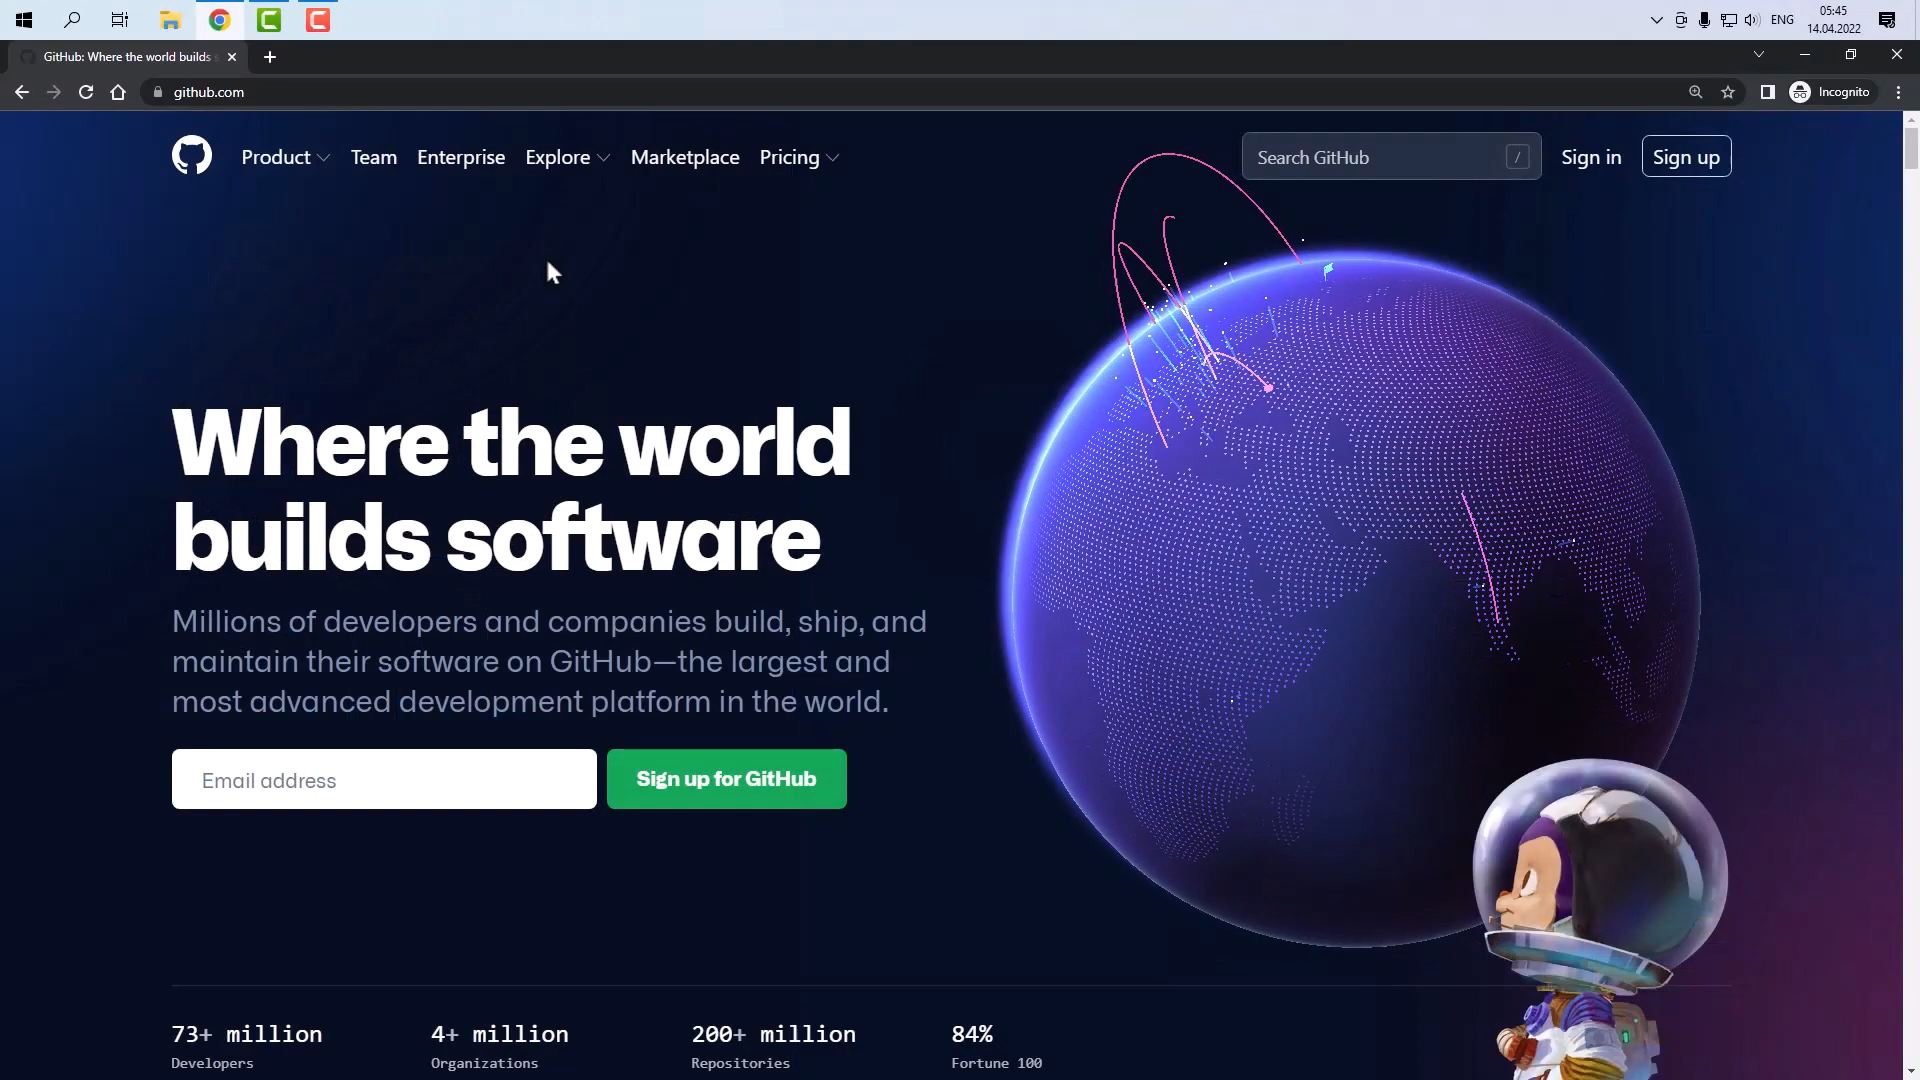 ENG
05:45
14.04.2022
GitHub: Where the world builds
github.com
Incognito
Product
Team
Enterprise
Explore
Marketplace
Pricing
Search GitHub
/
Sign in
Sign up
Where the world
builds software
Millions of developers and companies build, ship, and
maintain their software on GitHub—the largest and
most advanced development platform in the world.
Email address
Sign up for GitHub
73+ million
Developers
4+ million
Organizations
200+ million
Repositories
84%
Fortune 100